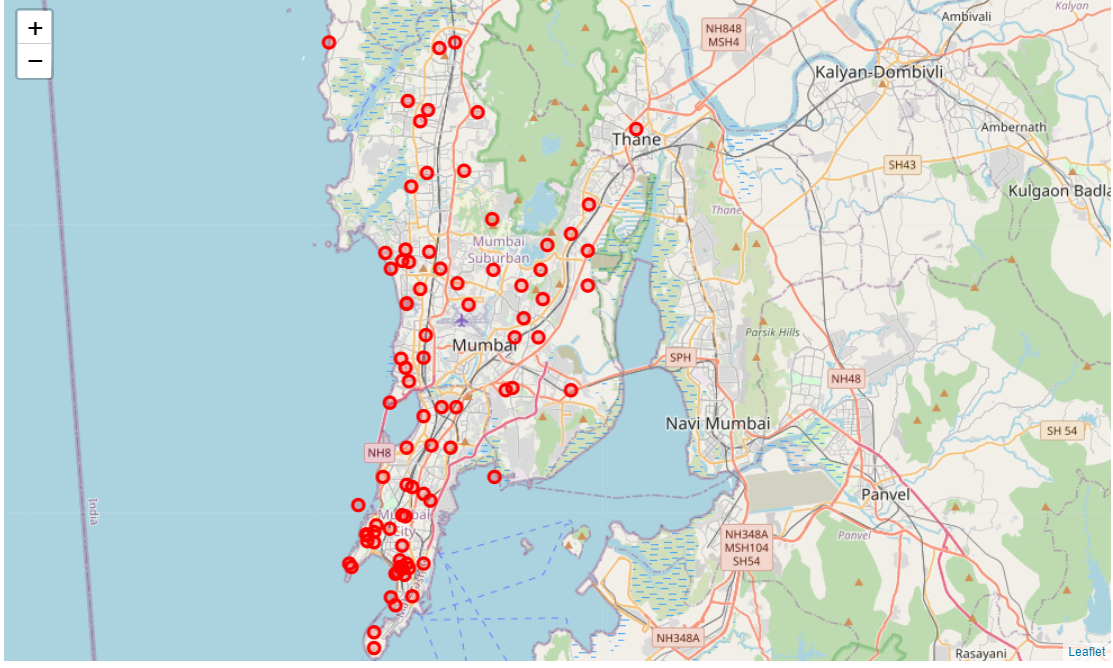 +
−
NH848
MSH4
Ambivali
Kalyan
Kalyan-Dombivli
Thane
Ambernath
SH43
Kulgaon Badla
Thane
Mumbai
Suburban
Parsik Hills
Mumbai
SPH
NH48
Navi Mumbai
SH 54
NH8
India
Panvel
City
NH348A
MSH104
SH54
Panvel
NH348A
Rasayani
Leaflet